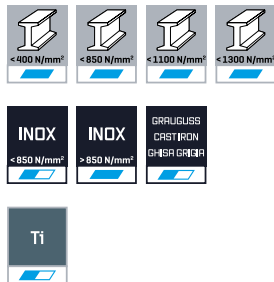 <400 N/mm²
<850 N/mm²
<1100 N/mm²
<1300 N/mm²
INOX
<850 N/mm²
INOX
>850 N/mm²
GRAUGUSS
CAST IRON
GHISA GRIGIA
Ti